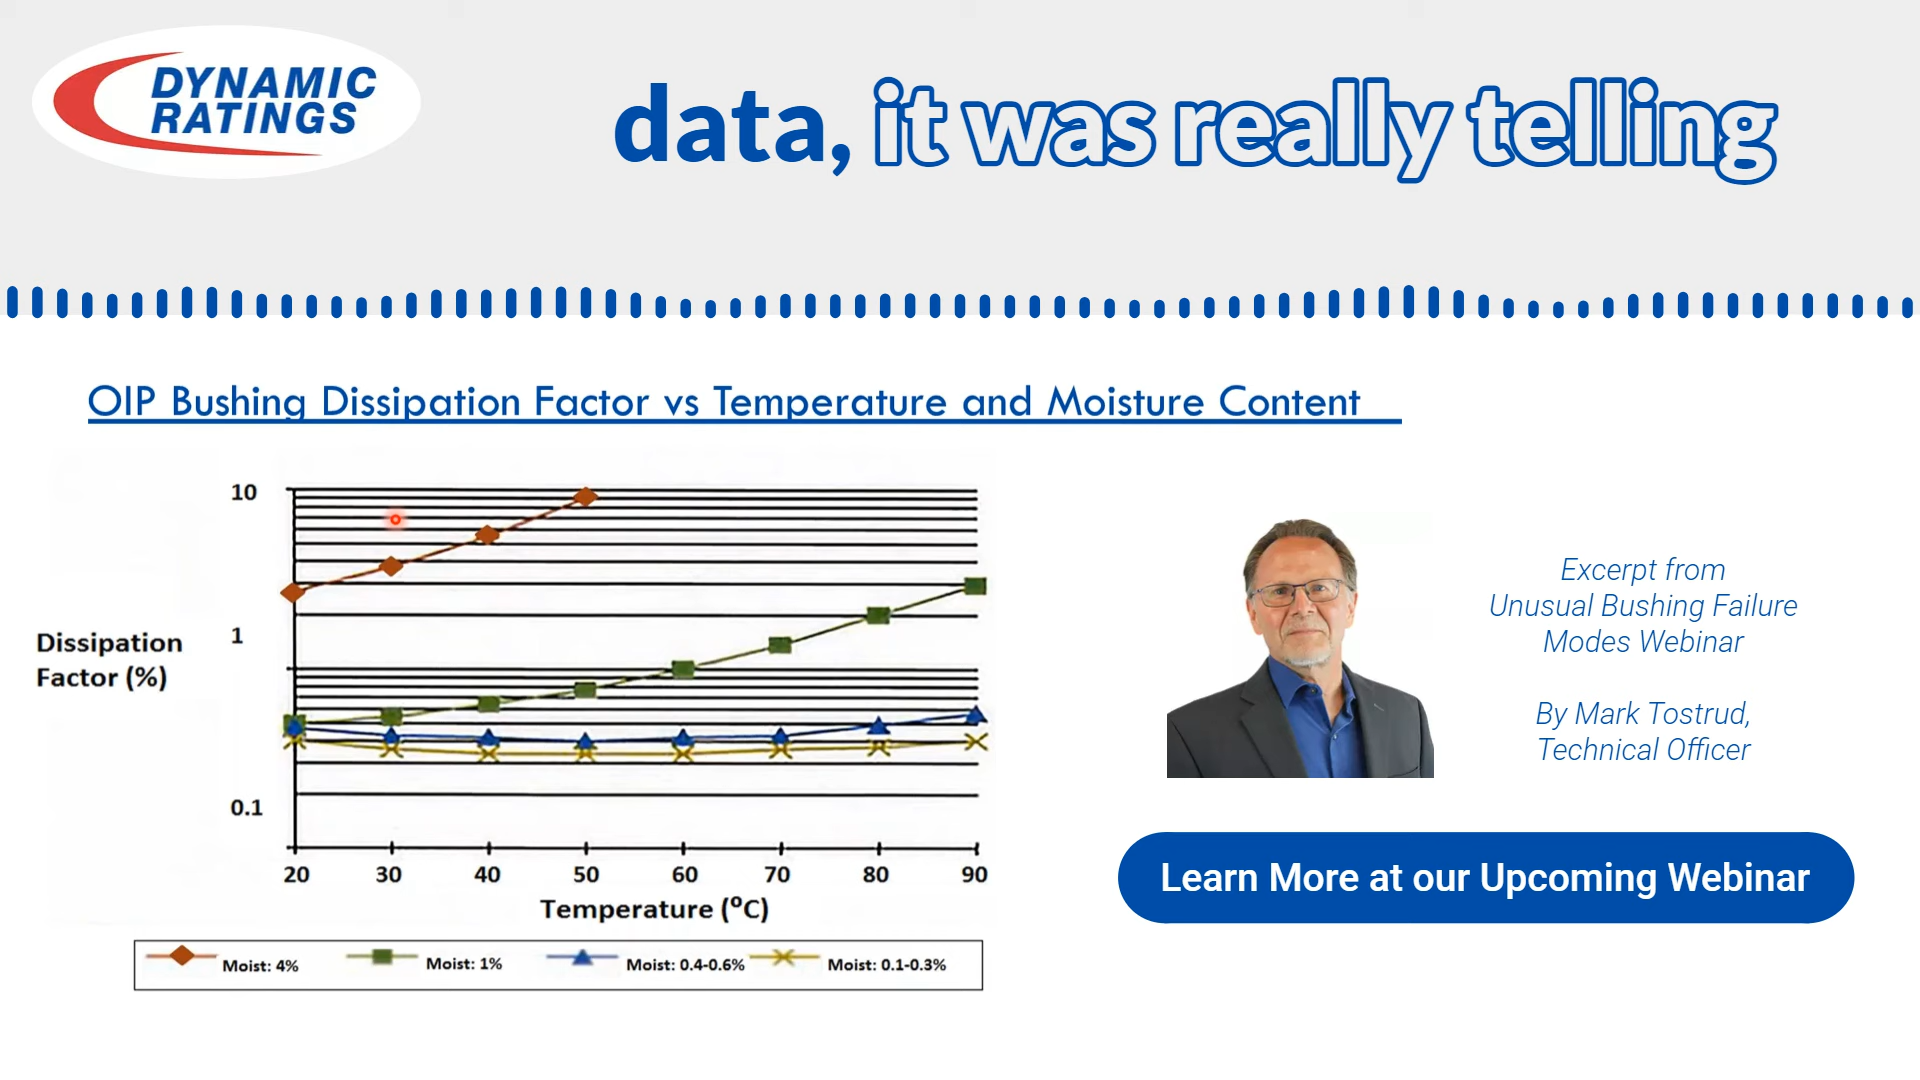 DYNAMIC
RATINGS
data, it was really telling
OIP Bushing Dissipation Factor vs Temperature and Moisture Content
10
1
0.1
Dissipation
Factor (%)
20 30 40 50 60 70 80 90
Temperature (⁰C)
Moist: 4% Moist: 1% Moist: 0.4-0.6% Moist: 0.1-0.3%
Excerpt from
Unusual Bushing Failure
Modes Webinar
By Mark Tostrud,
Technical Officer
Learn More at our Upcoming Webinar